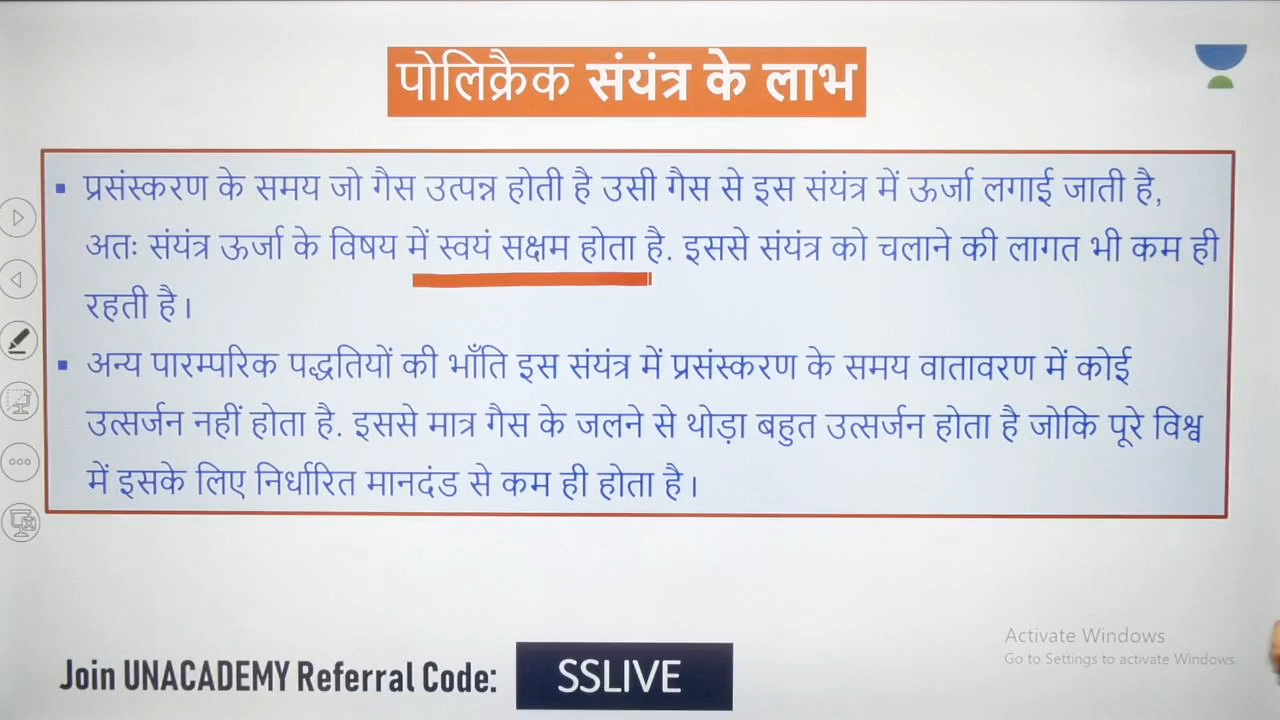 पोलिक्रैक संयंत्र के लाभ
▪ प्रसंस्करण के समय जो गैस उत्पन्न होती है उसी गैस से इस संयंत्र में ऊर्जा लगाई जाती है,
अतः संयंत्र ऊर्जा के विषय में स्वयं सक्षम होता है. इससे संयंत्र को चलाने की लागत भी कम ही
रहती है।
▪ अन्य पारम्परिक पद्धतियों की भाँति इस संयंत्र में प्रसंस्करण के समय वातावरण में कोई
उत्सर्जन नहीं होता है. इससे मात्र गैस के जलने से थोड़ा बहुत उत्सर्जन होता है जोकि पूरे विश्व
में इसके लिए निर्धारित मानदंड से कम ही होता है।
Activate Windows
Go to Settings to activate Windows.
Join UNACADEMY Referral Code:
SSLIVE